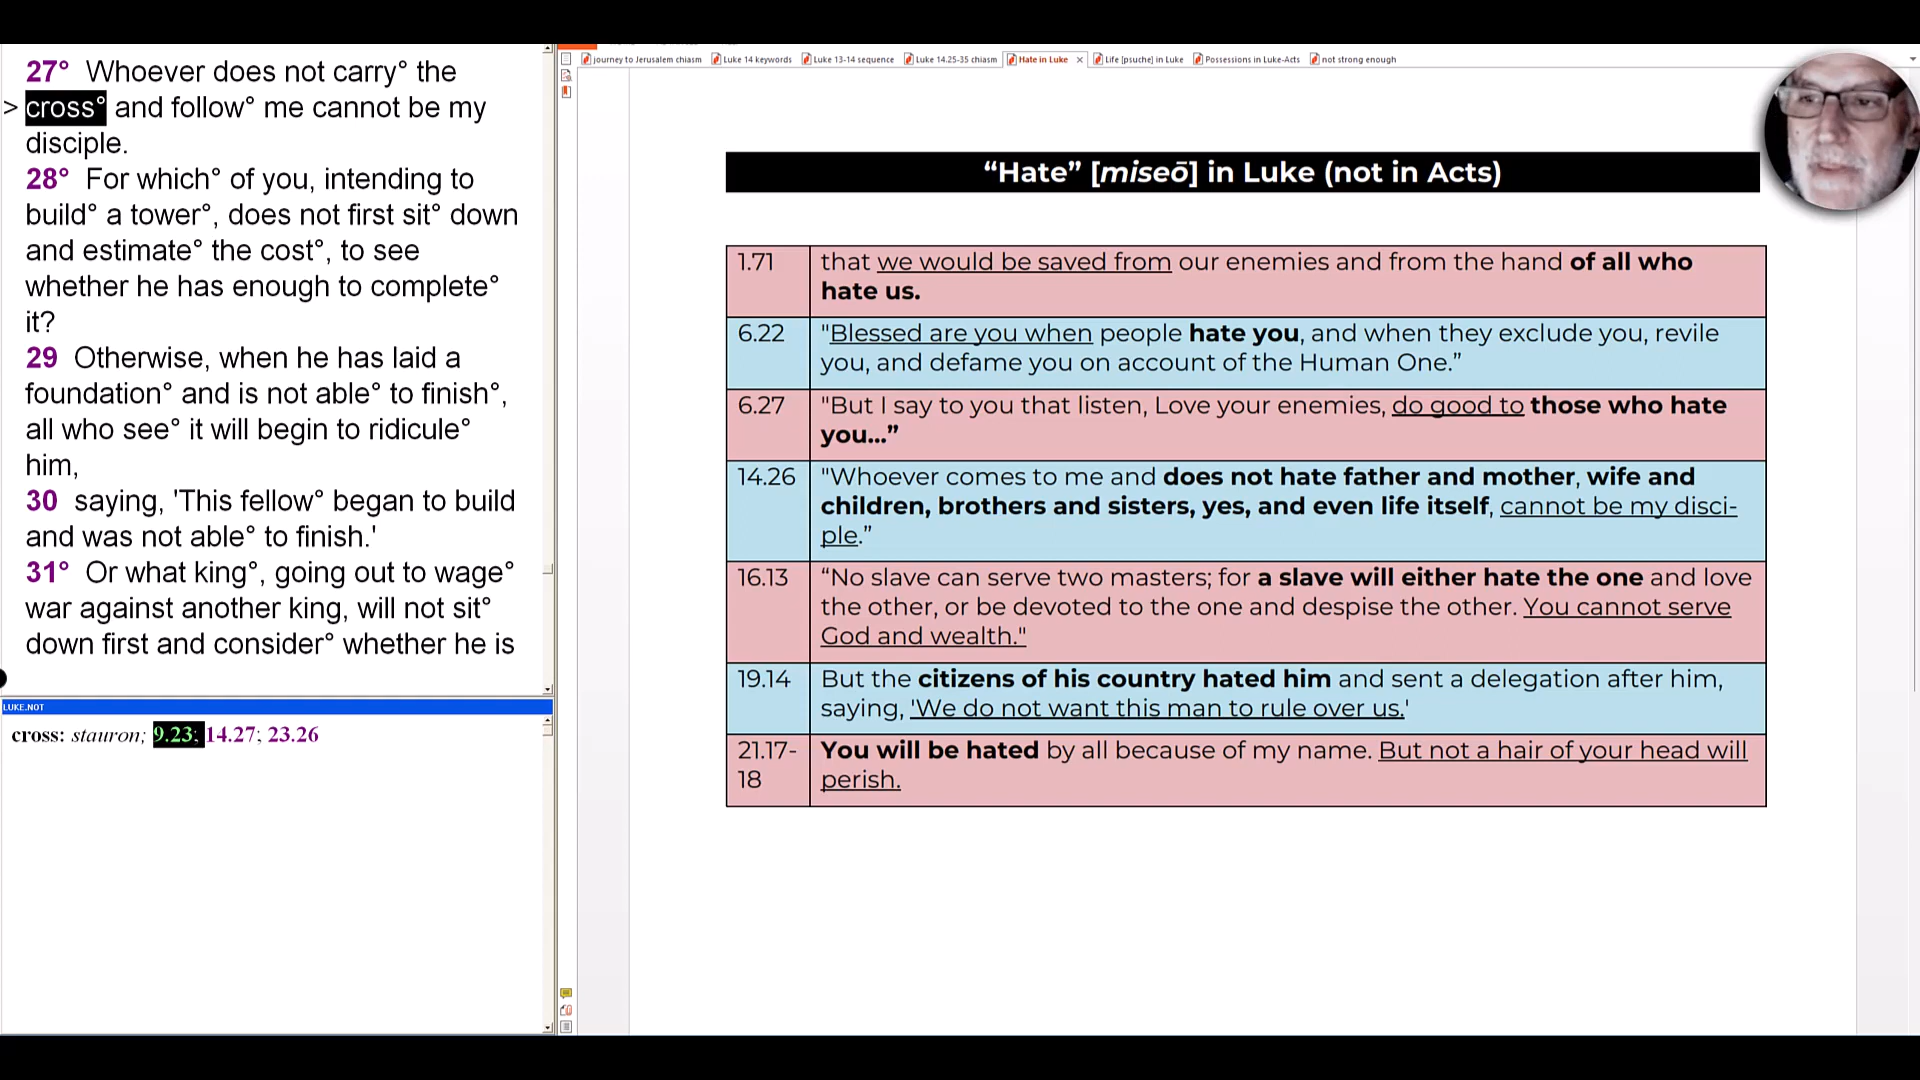 27° Whoever does not carry° the
> cross° and follow° me cannot be my
disciple.
28° For which° of you, intending to
build° a tower°, does not first sit° down
and estimate° the cost°, to see
whether he has enough to complete°
it?
29 Otherwise, when he has laid a
foundation° and is not able° to finish°,
all who see° it will begin to ridicule°
him,
30 saying, 'This fellow° began to build
and was not able° to finish.'
31° Or what king°, going out to wage°
war against another king, will not sit°
down first and consider° whether he is
LUKE.NOT
cross: stauron; 9.23; 14.27; 23.26
journey to Jerusalem chiasm Luke 14 keywords Luke 13-14 sequence Luke 14.25-35 chiasm Hate in Luke × Life [psuche] in Luke Possessions in Luke-Acts not strong enough
“Hate” [miseō] in Luke (not in Acts)
1.71 that we would be saved from our enemies and from the hand of all who
hate us.
6.22 "Blessed are you when people hate you, and when they exclude you, revile
you, and defame you on account of the Human One.”
6.27 "But I say to you that listen, Love your enemies, do good to those who hate
you...”
14.26 "Whoever comes to me and does not hate father and mother, wife and
children, brothers and sisters, yes, and even life itself, cannot be my disci-
ple.”
16.13 “No slave can serve two masters; for a slave will either hate the one and love
the other, or be devoted to the one and despise the other. You cannot serve
God and wealth."
19.14 But the citizens of his country hated him and sent a delegation after him,
saying, 'We do not want this man to rule over us.'
21.17- You will be hated by all because of my name. But not a hair of your head will
18 perish.